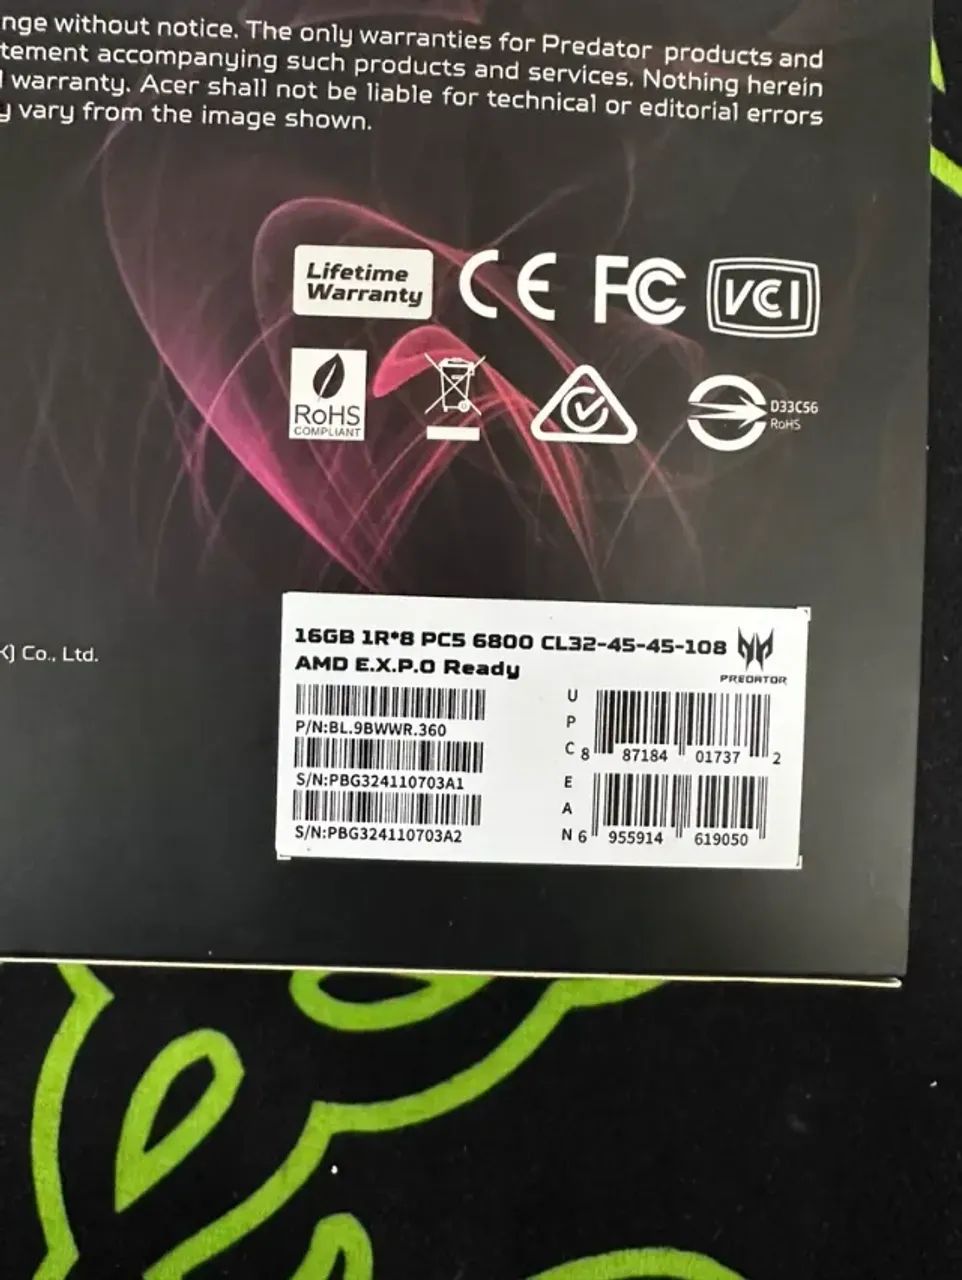 nge without notice. The only warranties for Predator products and
tement accompanying such products and services. Nothing herein
warranty. Acer shall not be liable for technical or editorial errors
y vary from the image shown.
Lifetime
Warranty
CE FC VCI
RoHS
COMPLIANT
D33C56
RoHS
K) Co., Ltd.
16GB 1R*8 PC5 6800 CL32-45-45-108
AMD E.X.P.O Ready
PREDATOR
P/N:BL.9BWWR.360
S/N:PBG324110703A1
S/N:PBG324110703A2
UPC
8 87184 01737 2
EAN
6 955914 619050